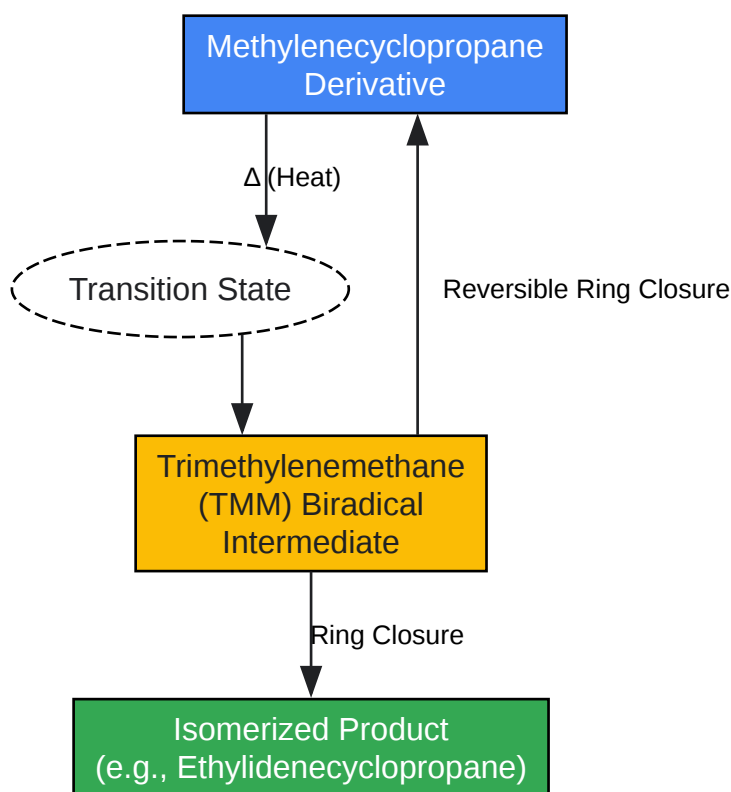 Methylenecyclopropane
Derivative
Δ (Heat)
Transition State
Reversible Ring Closure
Trimethylenemethane
(TMM) Biradical
Intermediate
Ring Closure
Isomerized Product
(e.g., Ethylidenecyclopropane)